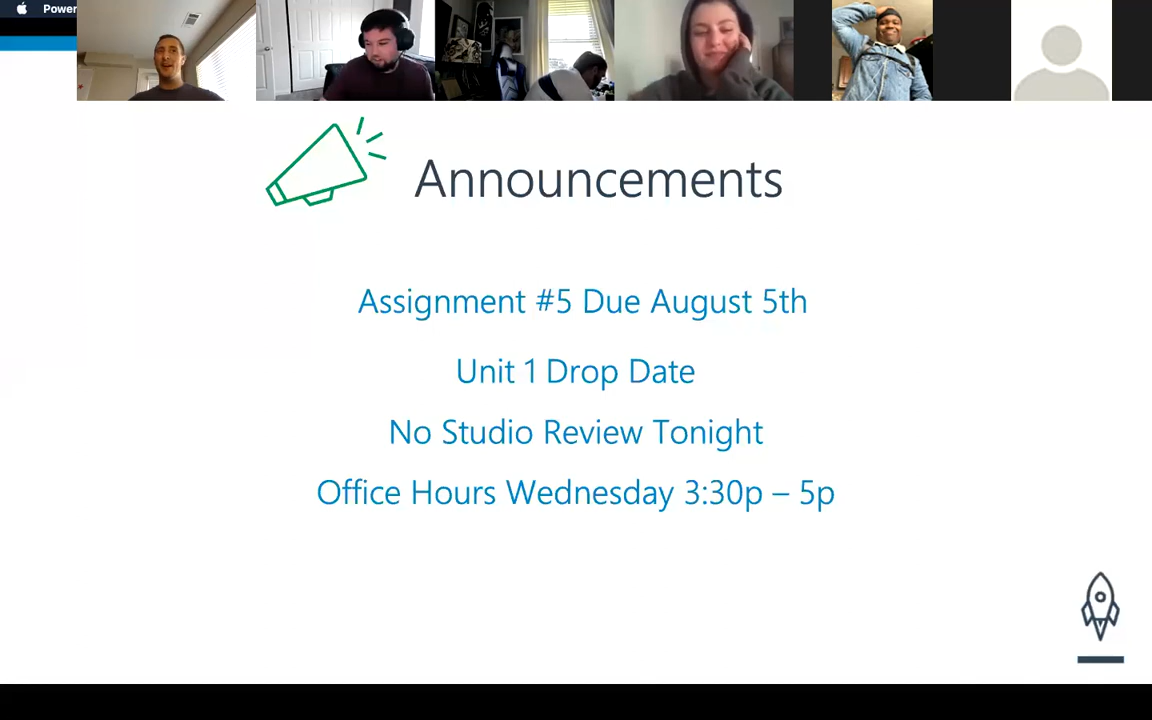 Power
Announcements
Assignment #5 Due August 5th
Unit 1 Drop Date
No Studio Review Tonight
Office Hours Wednesday 3:30p – 5p